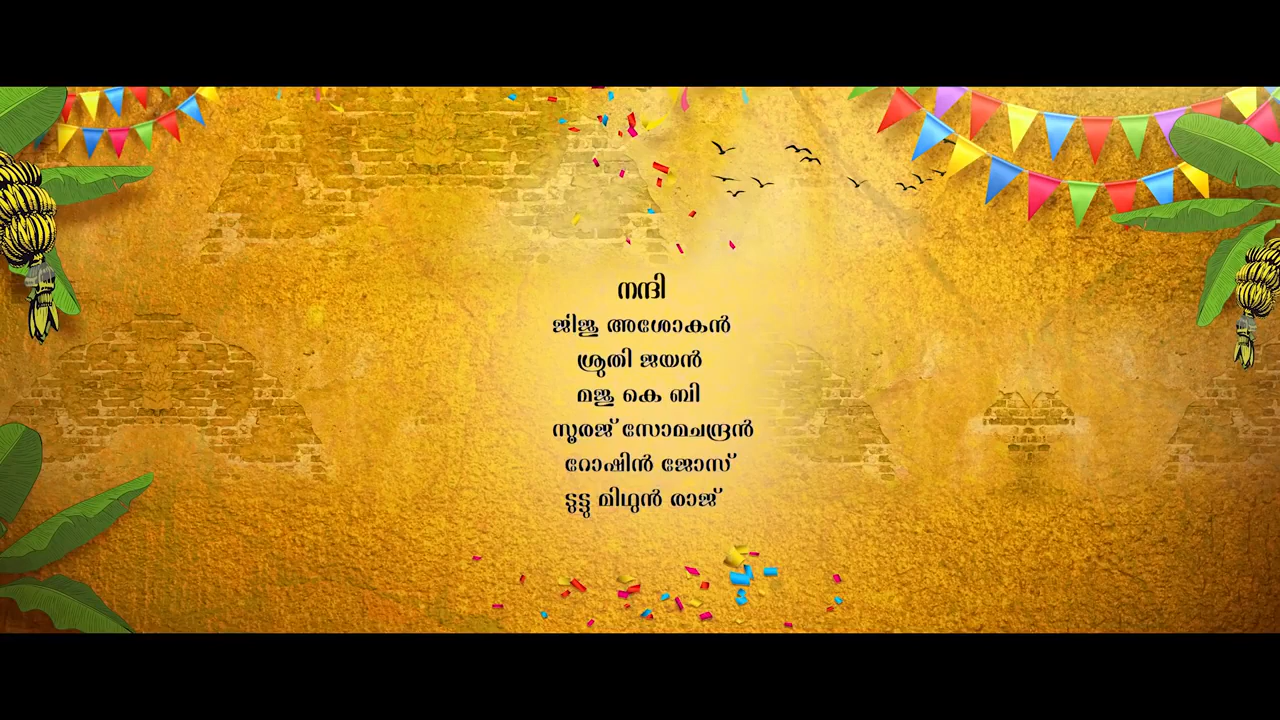 നന്ദി
ജിജു അശോകൻ
ശ്രുതി ജയൻ
മജു കെ ബി
സൂരജ് സോമചന്ദ്രൻ
റോഷിൻ ജോസ്
ടുട്ടു മിഥുൻ രാജ്